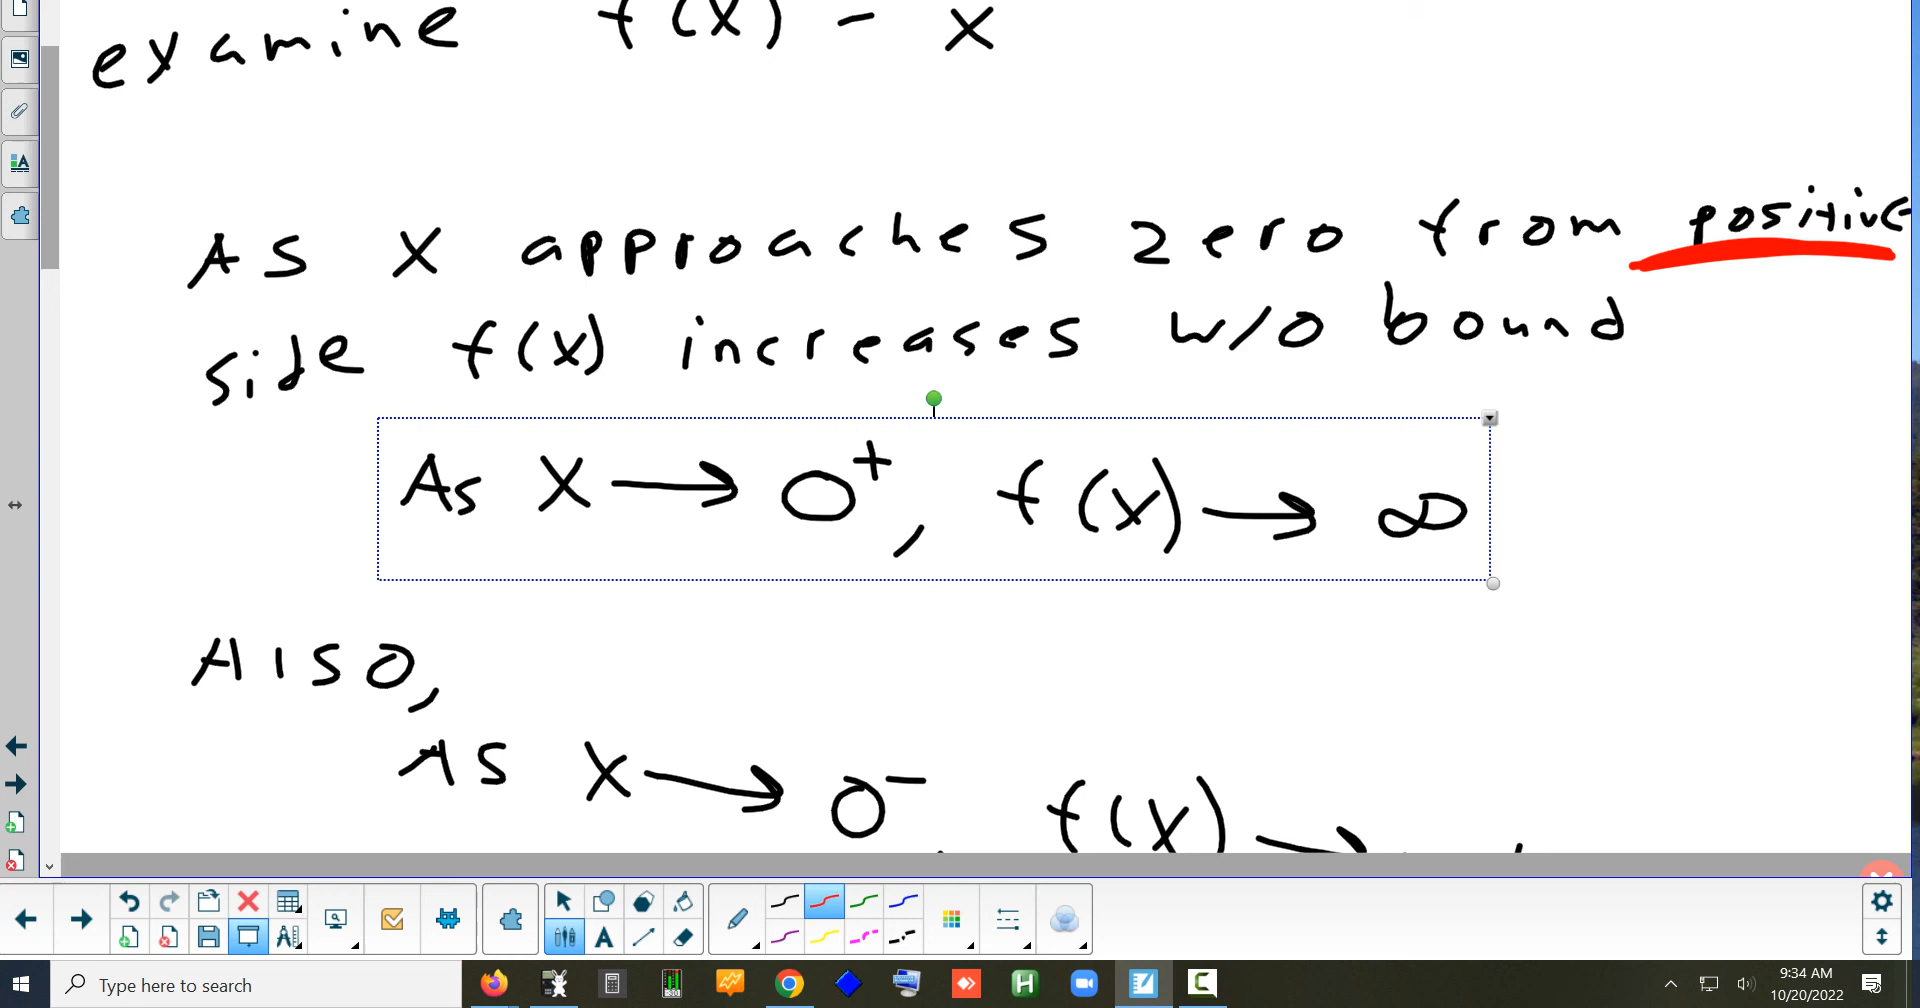 examine f(x) = x
As x approaches zero from positive
side f(x) increases w/o bound
As x → 0⁺, f(x) → ∞
Also,
As x → 0⁻ f(x) →
Type here to search
9:34 AM
10/20/2022